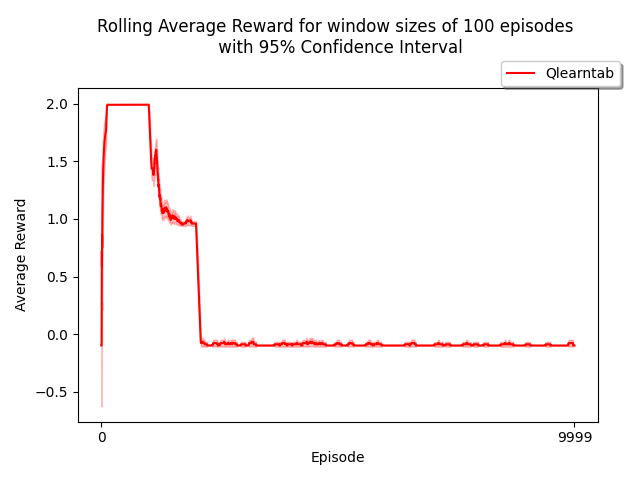 Rolling Average Reward for window sizes of 100 episodes
with 95% Confidence Interval
Qlearntab
2.0
1.5
1.0
0.5
0.0
−0.5
Average Reward
0
9999
Episode